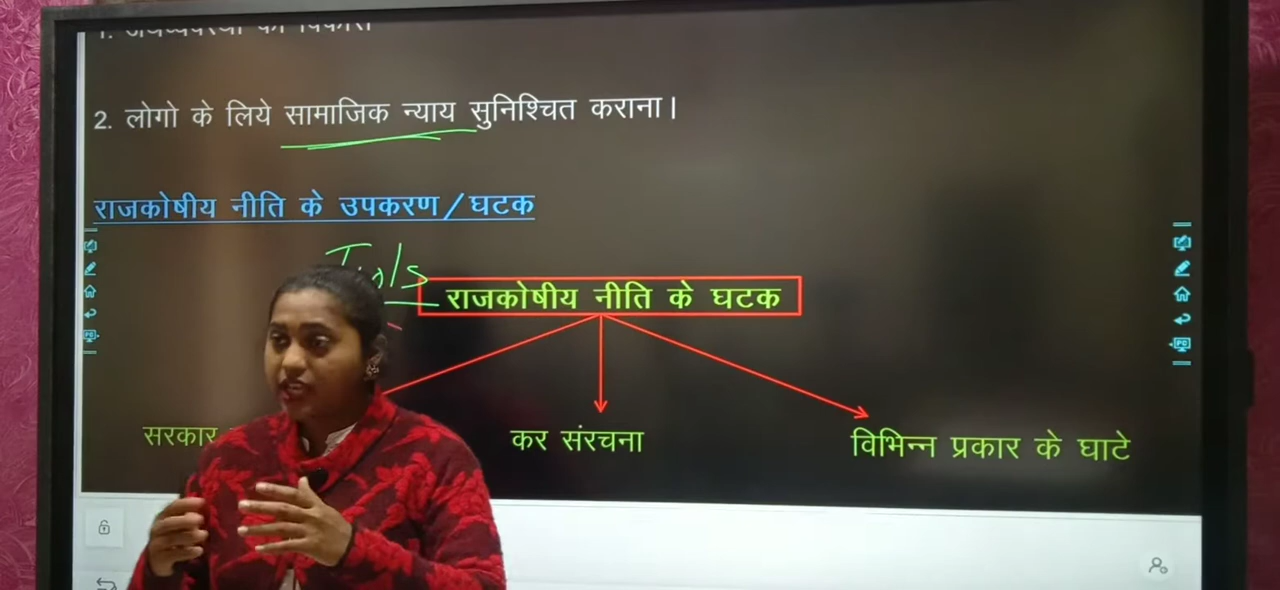 2. लोगो के लिये सामाजिक न्याय सुनिश्चित कराना।
राजकोषीय नीति के उपकरण/घटक
राजकोषीय नीति के घटक
सरकार
कर संरचना
विभिन्न प्रकार के घाटे